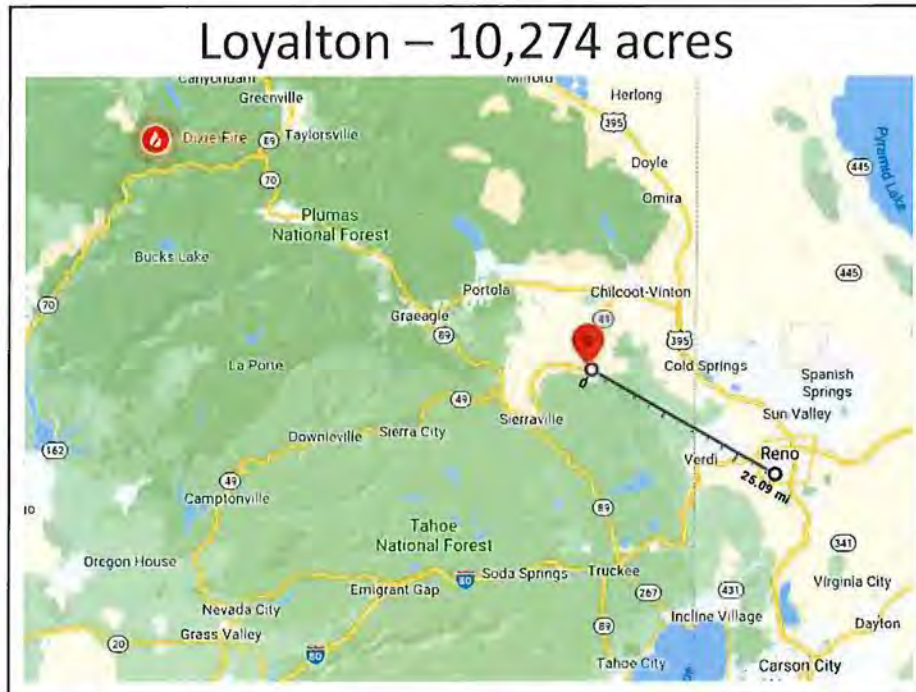 Loyalton – 10,274 acres
Canyondam
Milford
Greenville
Herlong
395
Dixie Fire
89
Taylorsville
Pyramid Lake
445
Doyle
70
Omira
Plumas
National Forest
Bucks Lake
445
70
Portola
Chilcoot-Vinton
Graeagle
49
89
395
La Porte
Cold Springs
Spanish
Springs
0
49
Sierraville
Sun Valley
Sierra City
Downieville
162
Verdi
Reno
25.09 mi
49
Camptonville
89
Tahoe
National Forest
Oregon House
80
Soda Springs
Truckee
341
Emigrant Gap
267
431
Virginia City
Nevada City
Incline Village
Grass Valley
20
80
89
Dayton
Tahoe City
Carson City